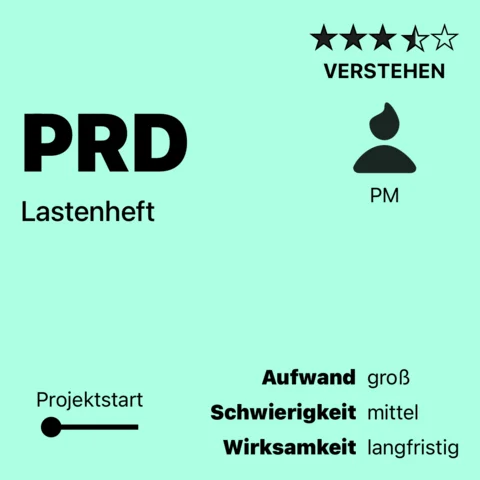 VERSTEHEN
PRD
PM
Lastenheft
Aufwand groß
Projektstart
Schwierigkeit mittel
Wirksamkeit langfristig